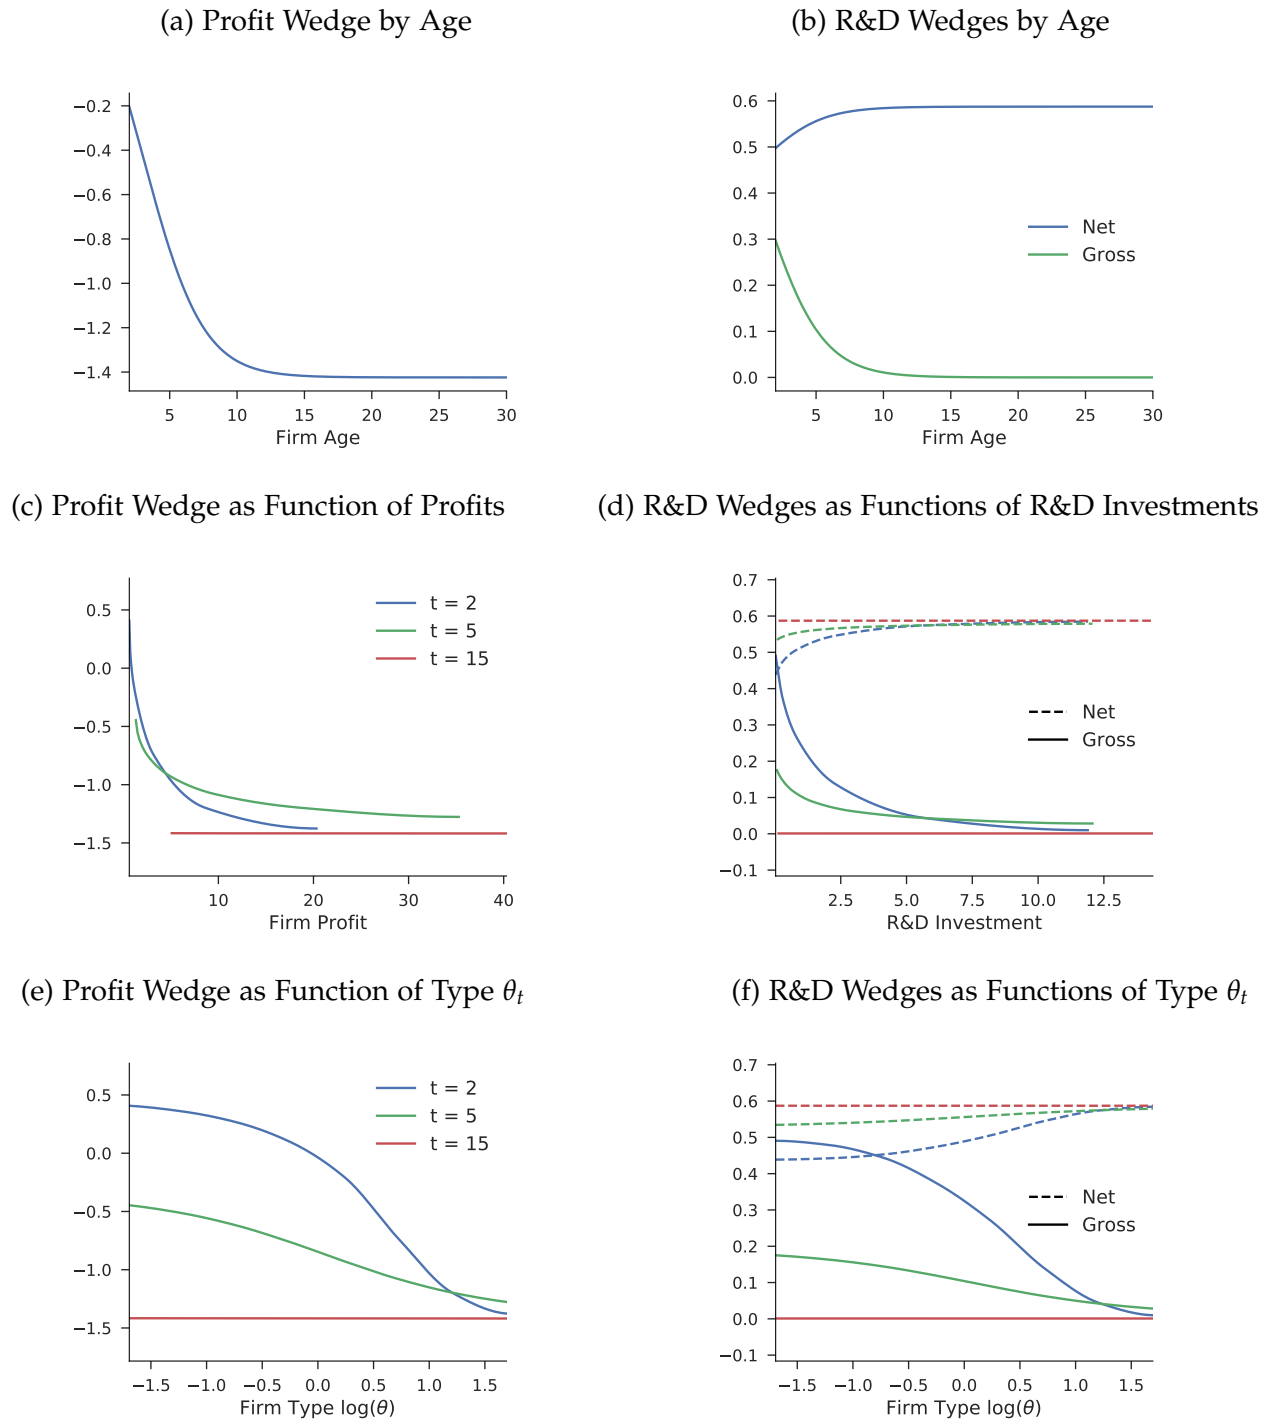 (a) Profit Wedge by Age
−0.2
−0.4
−0.6
−0.8
−1.0
−1.2
−1.4
5 10 15 20 25 30
Firm Age
(b) R&D Wedges by Age
0.6
0.5
0.4
0.3
0.2
0.1
0.0
Net
Gross
5 10 15 20 25 30
Firm Age
(c) Profit Wedge as Function of Profits
0.5
0.0
−0.5
−1.0
−1.5
t = 2
t = 5
t = 15
10 20 30 40
Firm Profit
(d) R&D Wedges as Functions of R&D Investments
0.7
0.6
0.5
0.4
0.3
0.2
0.1
0.0
−0.1
Net
Gross
2.5 5.0 7.5 10.0 12.5
R&D Investment
(e) Profit Wedge as Function of Type θt
0.5
0.0
−0.5
−1.0
−1.5
t = 2
t = 5
t = 15
−1.5 −1.0 −0.5 0.0 0.5 1.0 1.5
Firm Type log(θ)
(f) R&D Wedges as Functions of Type θt
0.7
0.6
0.5
0.4
0.3
0.2
0.1
0.0
−0.1
Net
Gross
−1.5 −1.0 −0.5 0.0 0.5 1.0 1.5
Firm Type log(θ)